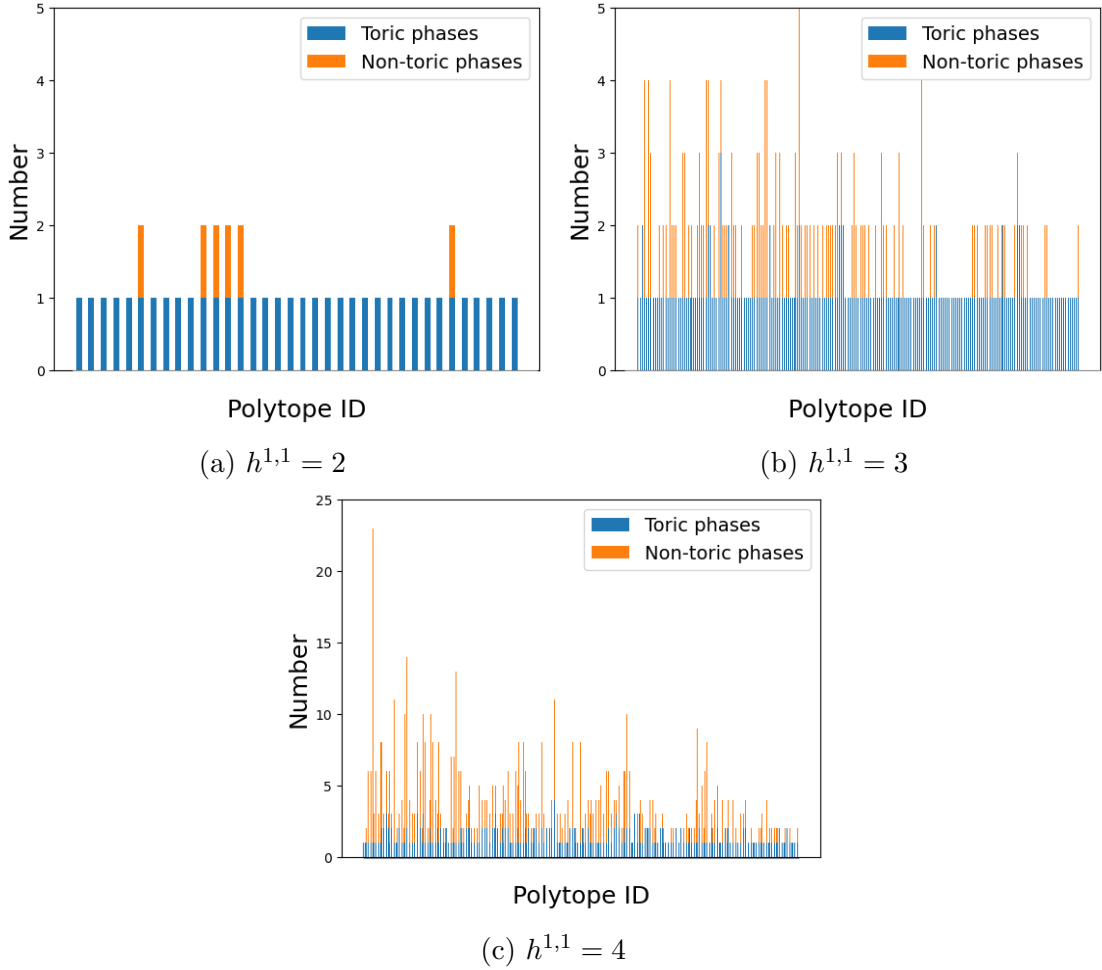 5
4
3
2
1
0
Number
Toric phases
Non-toric phases
Polytope ID
(a) h^{1,1} = 2
5
4
3
2
1
0
Number
Toric phases
Non-toric phases
Polytope ID
(b) h^{1,1} = 3
25
20
15
10
5
0
Number
Toric phases
Non-toric phases
Polytope ID
(c) h^{1,1} = 4